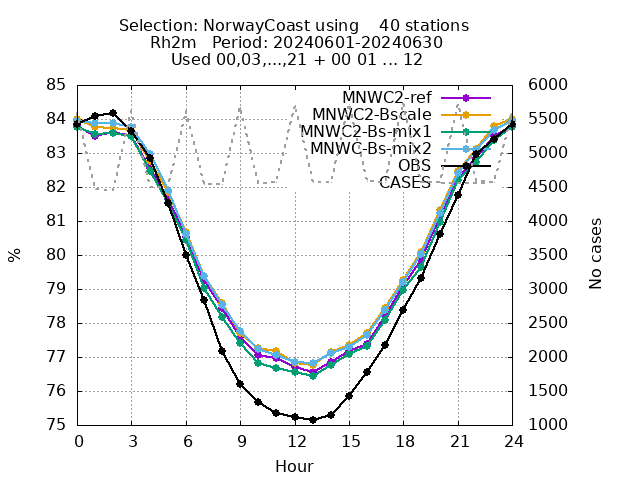 Selection: NorwayCoast using    40 stations
Rh2m   Period: 20240601-20240630
Used 00,03,...,21 + 00 01 ... 12
85
84
83
82
81
80
79
78
77
76
75
%
6000
5500
5000
4500
4000
3500
3000
2500
2000
1500
1000
No cases
MNWC2-ref
MNWC2-Bscale
MNWC2-Bs-mix1
MNWC-Bs-mix2
OBS
CASES
0 3 6 9 12 15 18 21 24
Hour